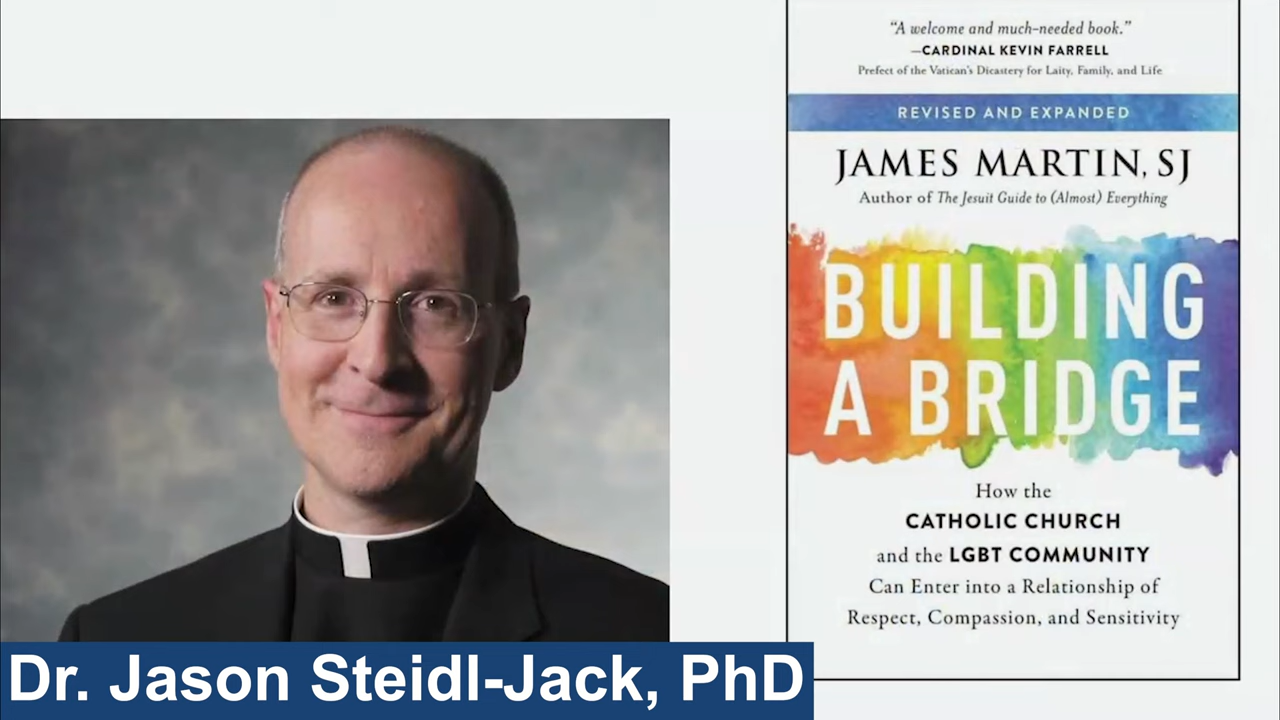 “A welcome and much-needed book.”
—CARDINAL KEVIN FARRELL
Prefect of the Vatican's Dicastery for Laity, Family, and Life
REVISED AND EXPANDED
JAMES MARTIN, SJ
Author of The Jesuit Guide to (Almost) Everything
BUILDING
A BRIDGE
How the
CATHOLIC CHURCH
and the LGBT COMMUNITY
Can Enter into a Relationship of
Respect, Compassion, and Sensitivity
Dr. Jason Steidl-Jack, PhD